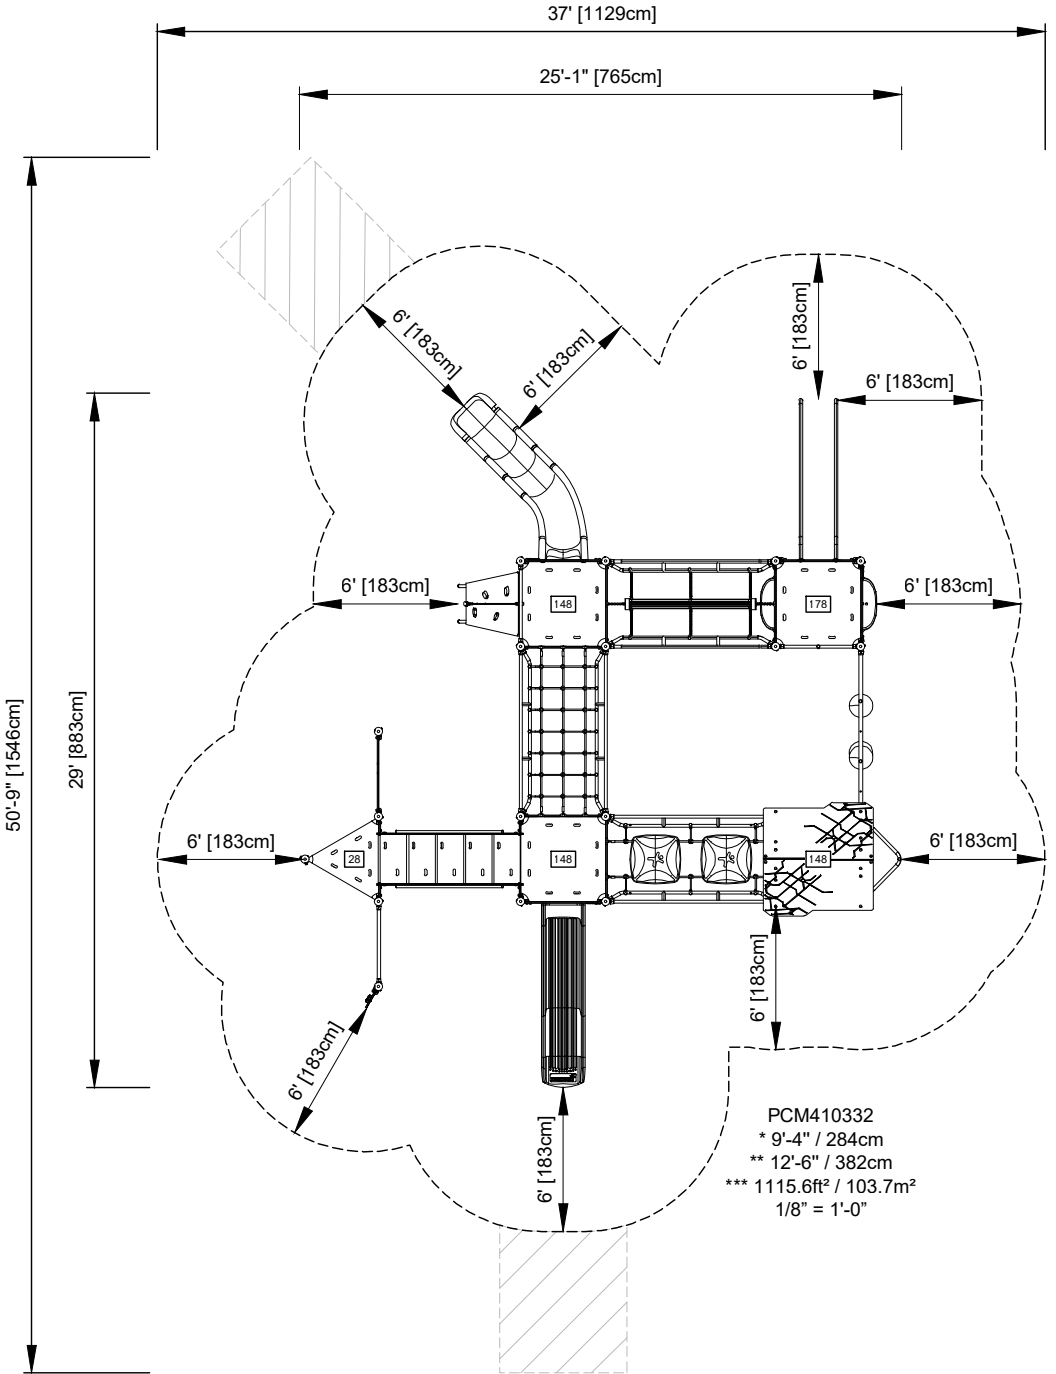 37' [1129cm]
25'-1" [765cm]
50'-9" [1546cm]
29' [883cm]
6' [183cm]
6' [183cm]
6' [183cm]
6' [183cm]
6' [183cm]
6' [183cm]
148
178
6' [183cm]
28
148
148
6' [183cm]
6' [183cm]
6' [183cm]
6' [183cm]
PCM410332
* 9'-4" / 284cm
** 12'-6" / 382cm
*** 1115.6ft² / 103.7m²
1/8” = 1'-0”